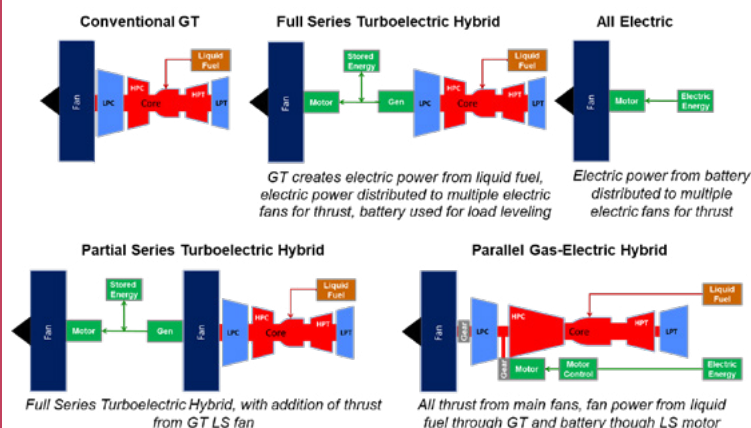 Conventional GT
Full Series Turboelectric Hybrid
All Electric
Liquid
Fuel
Fan
LPC
HPC
Core
HPT
LPT
Stored
Energy
Liquid
Fuel
Fan
Motor
Gen
LPC
HPC
Core
HPT
LPT
Fan
Motor
Electric
Energy
GT creates electric power from liquid fuel,
electric power distributed to multiple electric
fans for thrust, battery used for load leveling
Electric power from battery
distributed to multiple
electric fans for thrust
Partial Series Turboelectric Hybrid
Parallel Gas-Electric Hybrid
Stored
Energy
Liquid
Fuel
Fan
Motor
Gen
Fan
LPC
HPC
Core
HPT
LPT
Liquid
Fuel
Fan
Gear
LPC
HPC
Core
HPT
LPT
Gear
Motor
Motor
Control
Electric
Energy
Full Series Turboelectric Hybrid, with addition of thrust
from GT LS fan
All thrust from main fans, fan power from liquid
fuel through GT and battery though LS motor